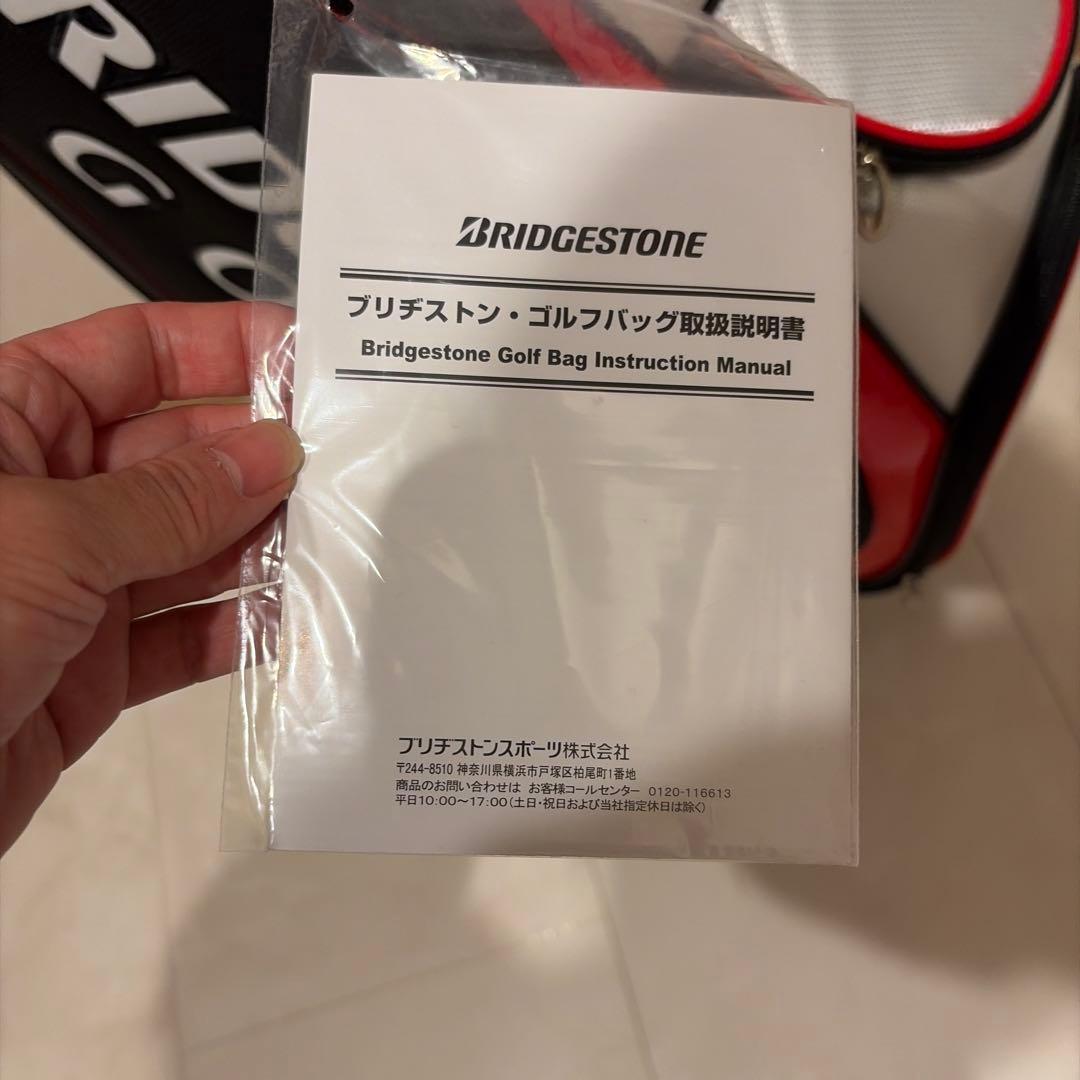 RID
G O
BRIDGESTONE
ブリヂストン・ゴルフバッグ取扱説明書
Bridgestone Golf Bag Instruction Manual
ブリヂストンスポーツ株式会社
〒244-8510 神奈川県横浜市戸塚区柏尾町1番地
商品のお問い合わせは お客様コールセンター 0120-116613
平日10:00〜17:00(土日・祝日および当社指定休日は除く)